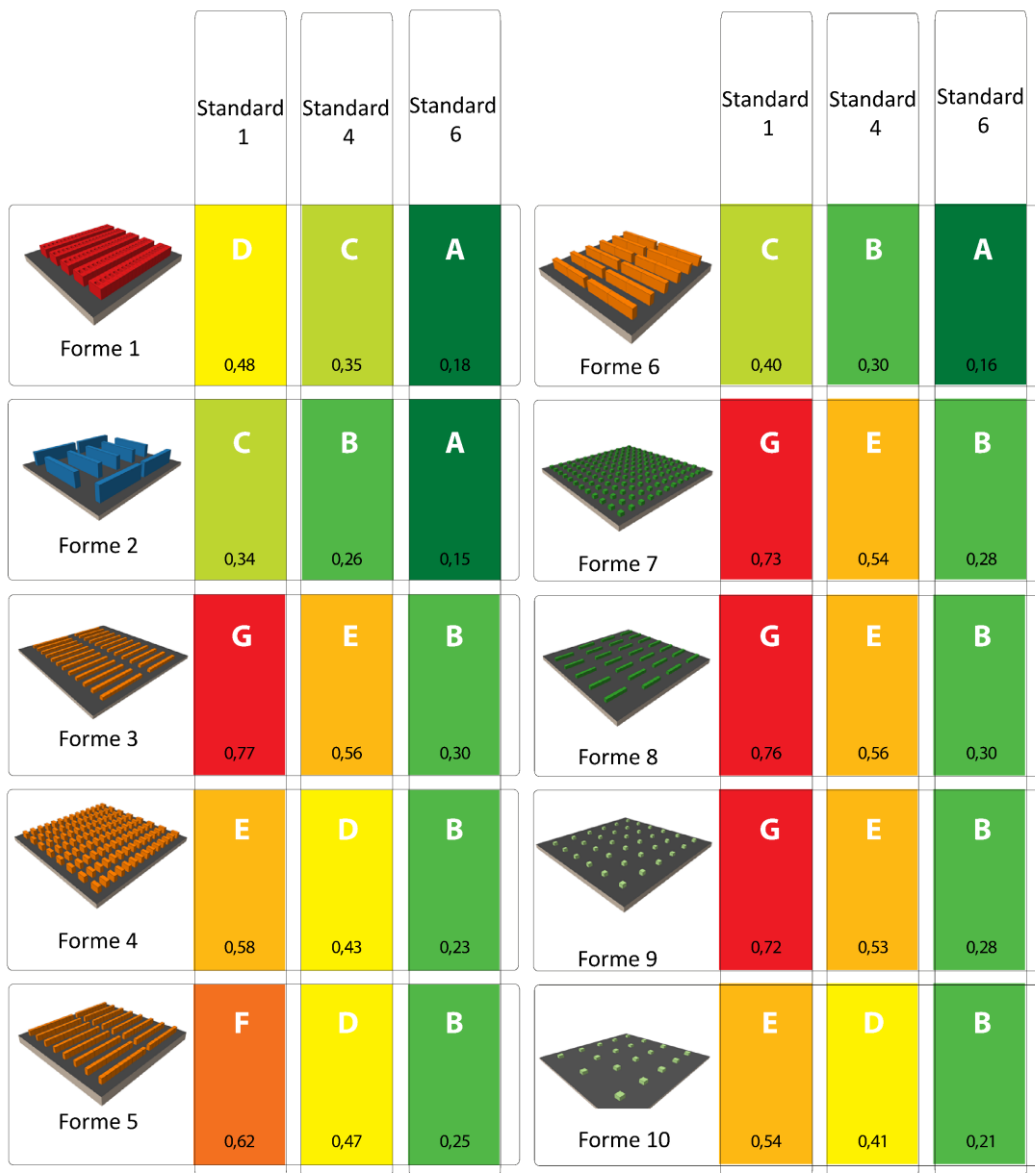 Standard
1
Standard
4
Standard
6
Standard
1
Standard
4
Standard
6
D
C
A
0,48
0,35
0,18
Forme 1
C
B
A
0,40
0,30
0,16
Forme 6
C
B
A
0,34
0,26
0,15
Forme 2
G
E
B
0,73
0,54
0,28
Forme 7
G
E
B
0,77
0,56
0,30
Forme 3
G
E
B
0,76
0,56
0,30
Forme 8
E
D
B
0,58
0,43
0,23
Forme 4
G
E
B
0,72
0,53
0,28
Forme 9
F
D
B
0,62
0,47
0,25
Forme 5
E
D
B
0,54
0,41
0,21
Forme 10